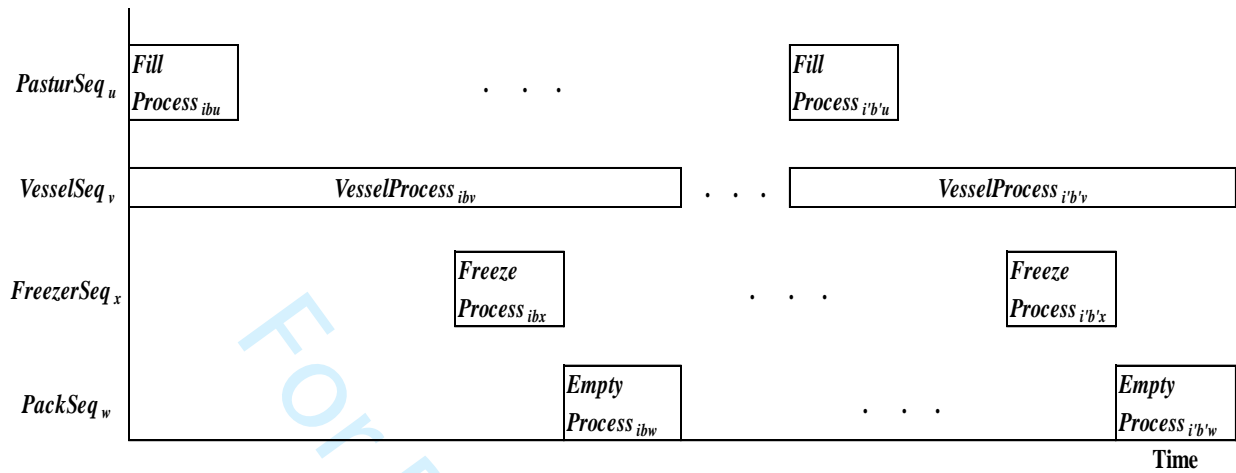 PasturSeq u
Fill
Process ibu
. . .
Fill
Process i'b'u
VesselSeq v
VesselProcess ibv
. . .
VesselProcess i'b'v
FreezerSeq x
Freeze
Process ibx
. . .
Freeze
Process i'b'x
PackSeq w
Empty
Process ibw
. . .
Empty
Process i'b'w
Time
For